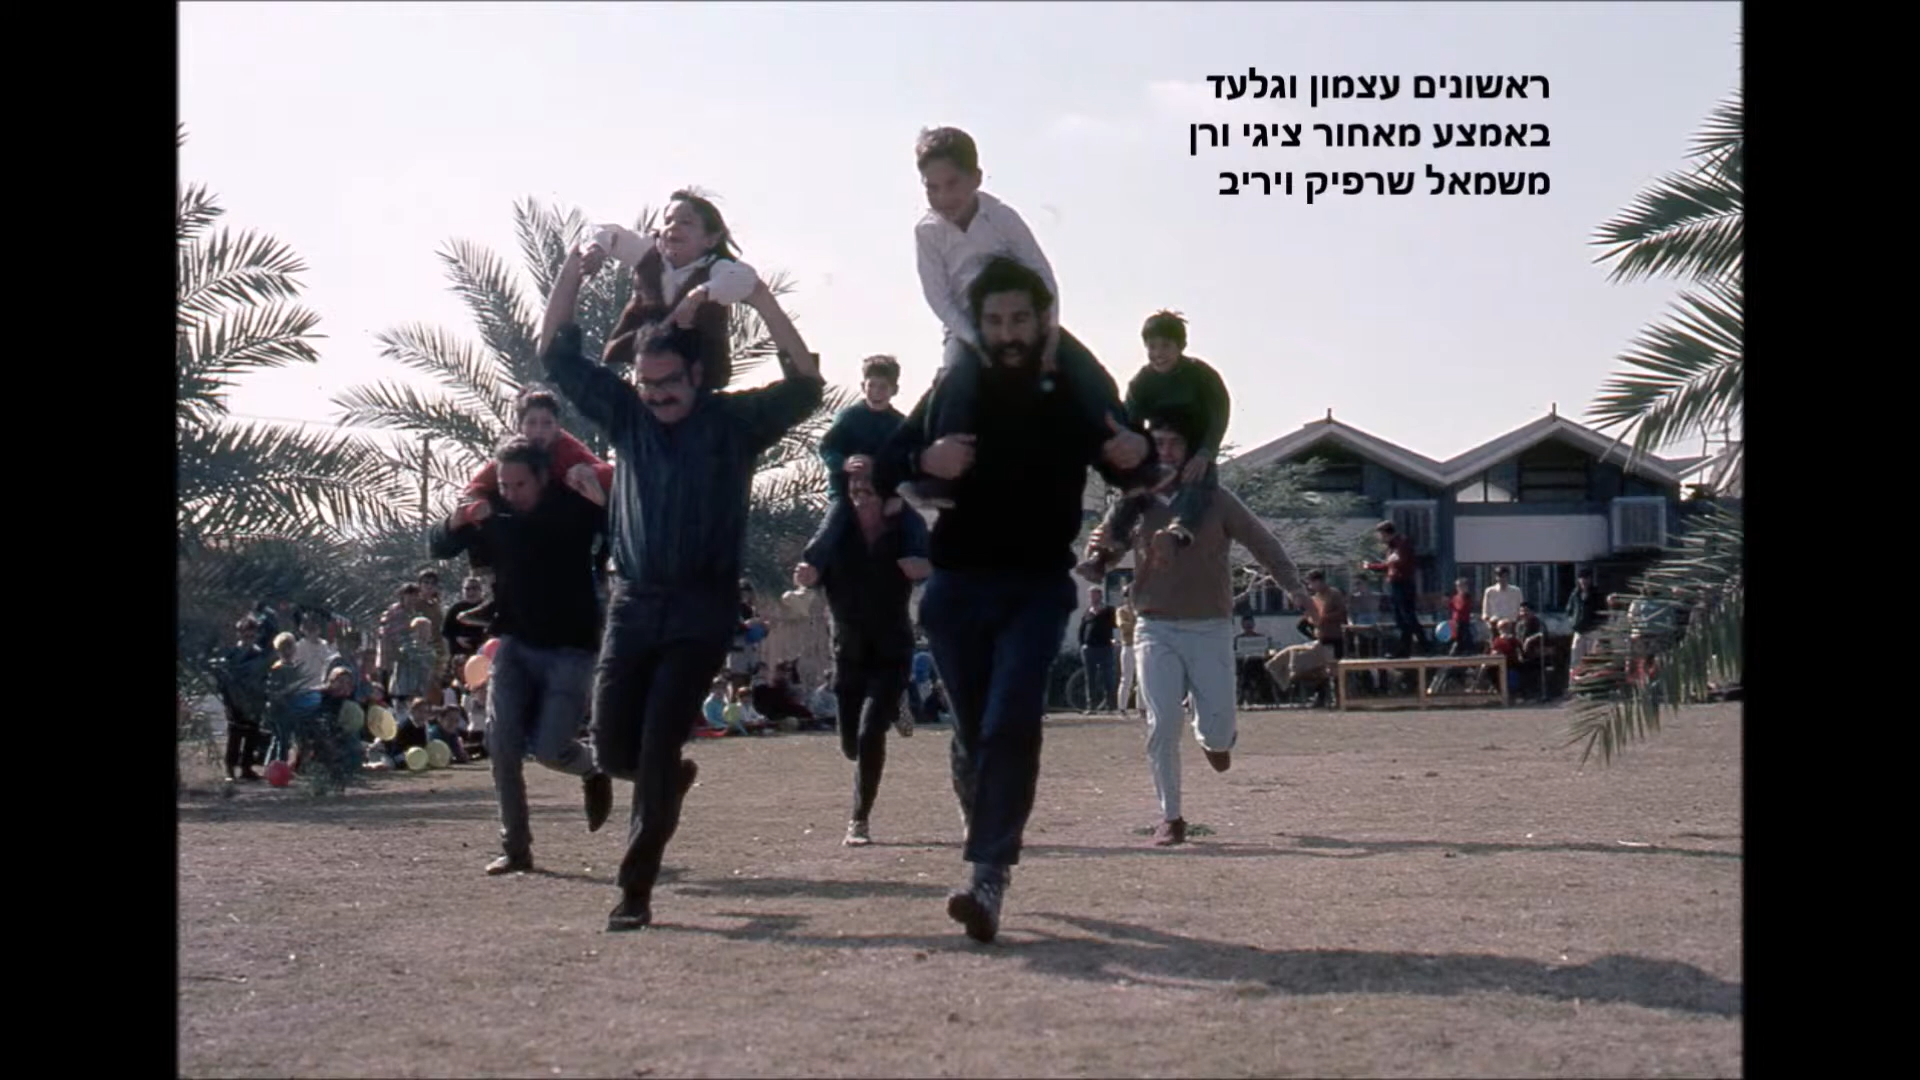 ראשונים עצמון וגלעד
באמצע מאחור ציגי ורן
משמאל שרפיק ויריב